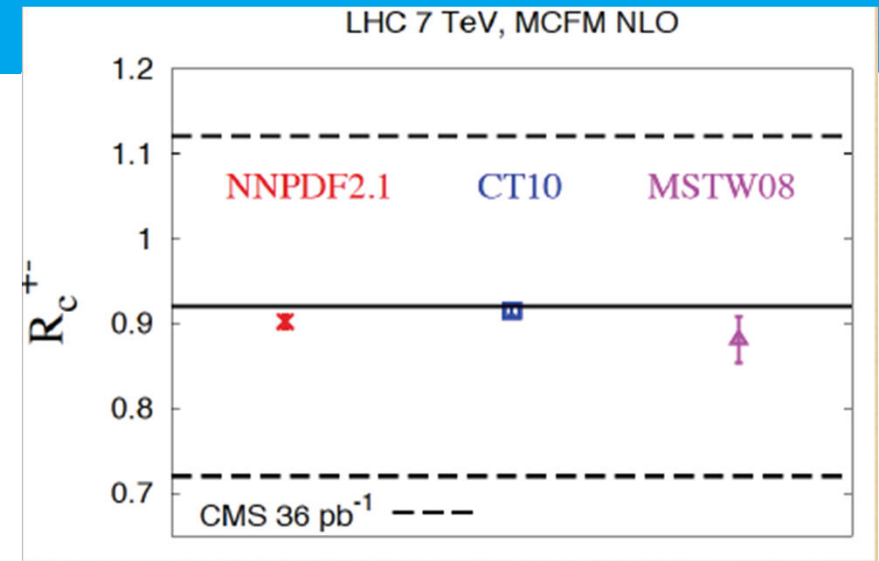 LHC 7 TeV, MCFM NLO
1.2
1.1
NNPDF2.1 CT10 MSTW08
1
R_c^{+-}
0.9
0.8
0.7
CMS 36 pb^{-1}